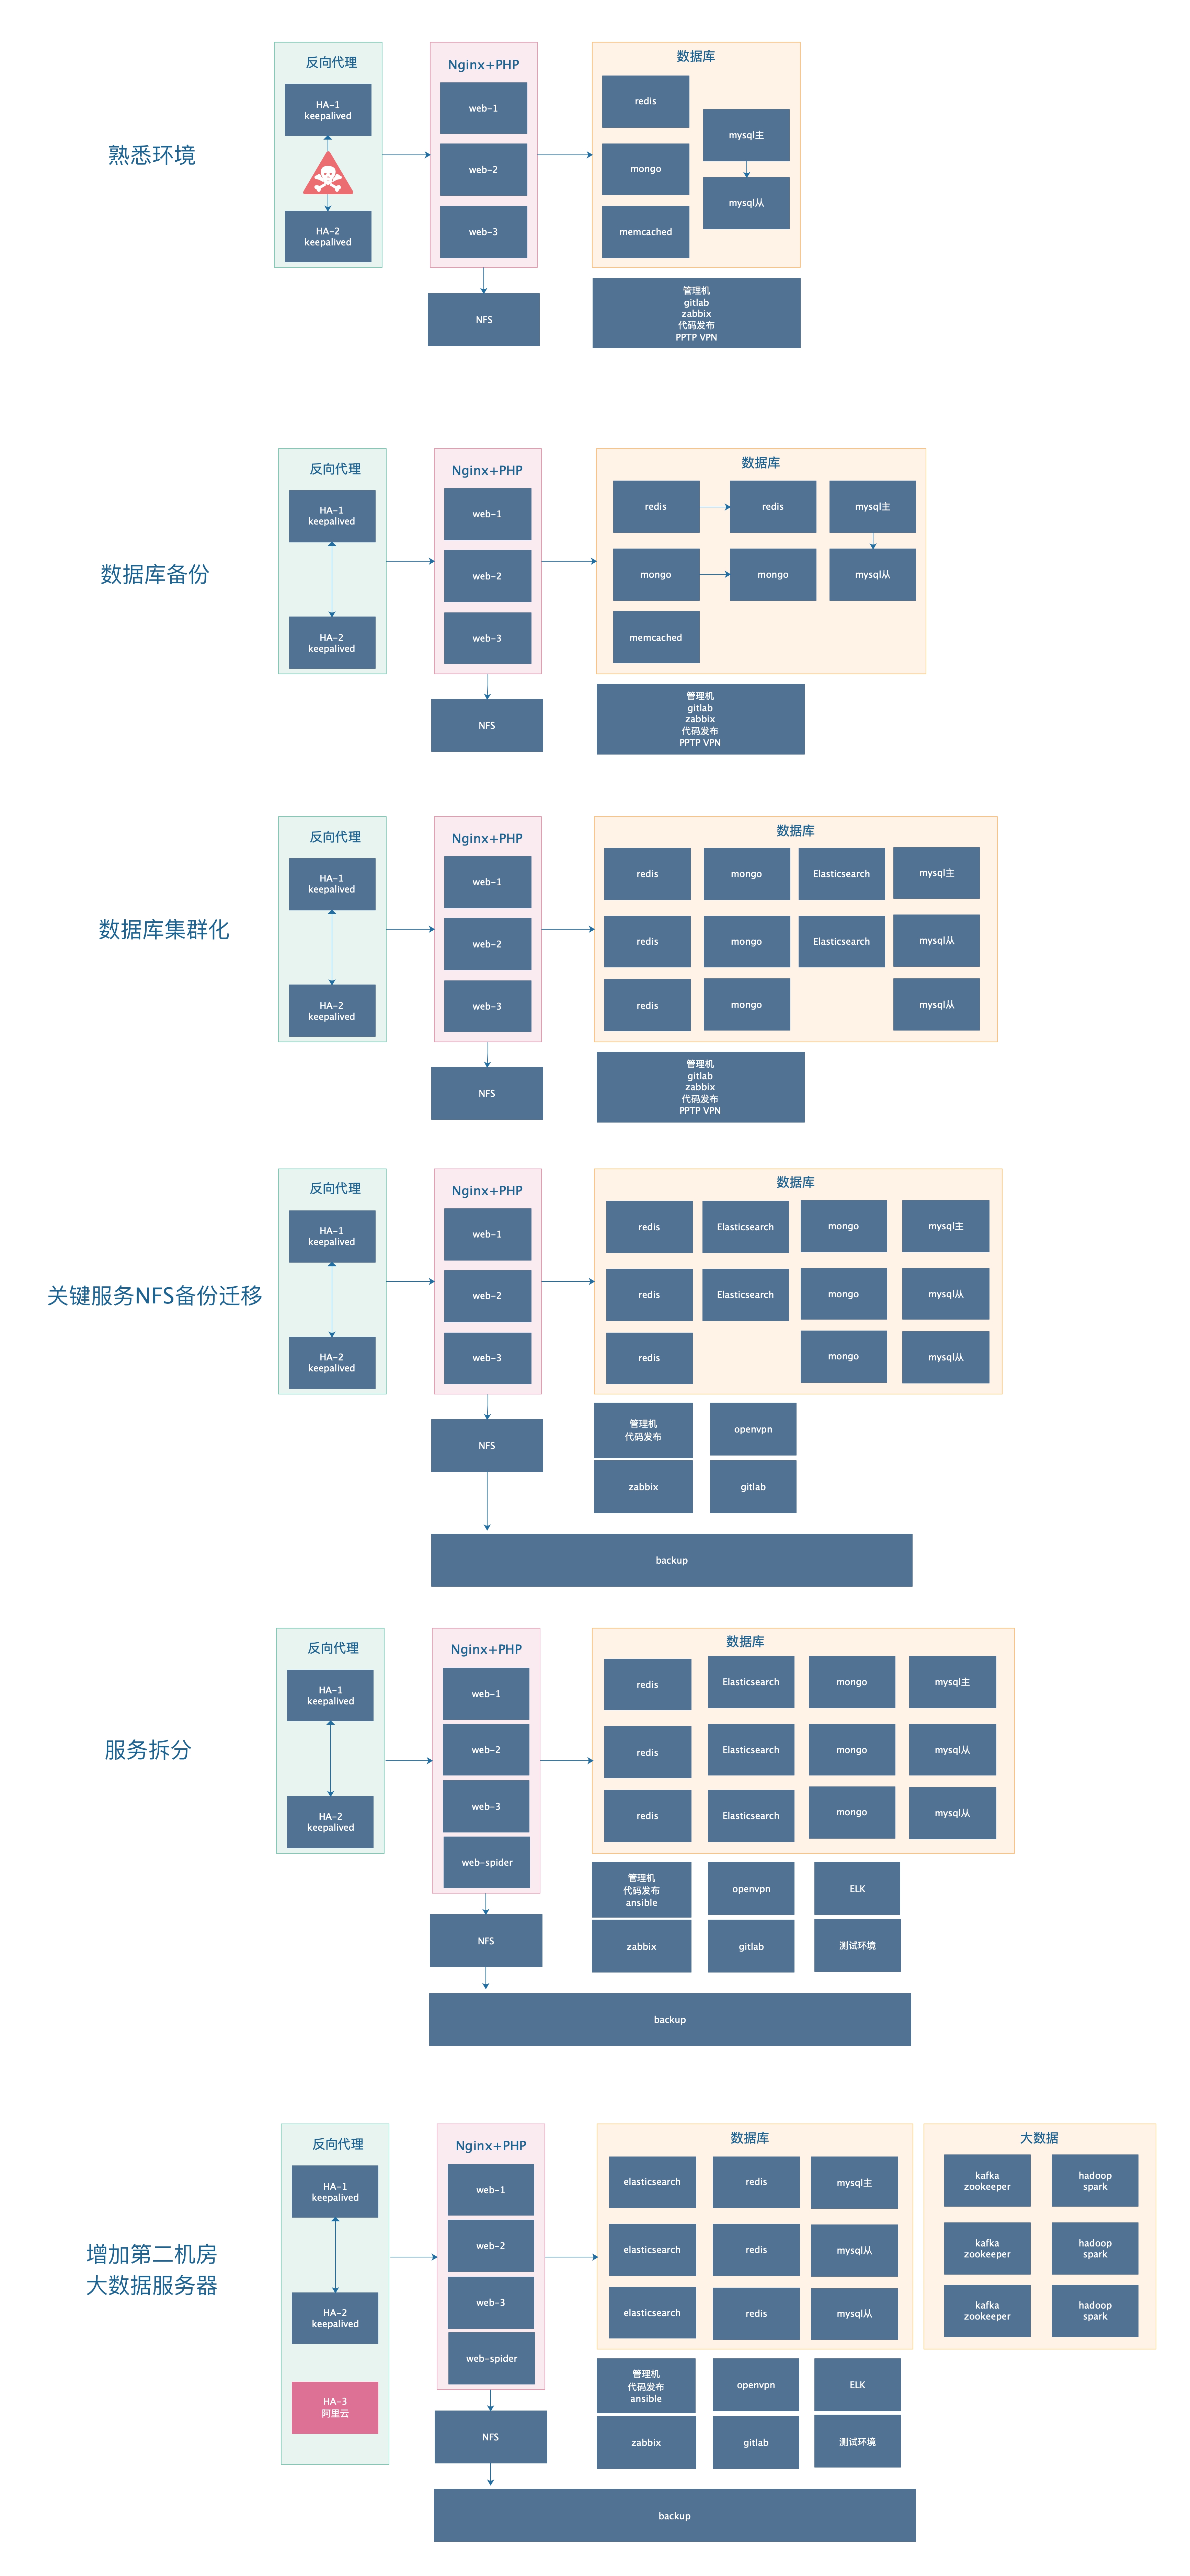 熟悉环境
反向代理
HA-1
keepalived
HA-2
keepalived
Nginx+PHP
web-1
web-2
web-3
NFS
数据库
redis
mongo
memcached
mysql主
mysql从
管理机
gitlab
zabbix
代码发布
PPTP VPN
数据库备份
反向代理
HA-1
keepalived
HA-2
keepalived
Nginx+PHP
web-1
web-2
web-3
NFS
数据库
redis
redis
mysql主
mongo
mongo
mysql从
memcached
管理机
gitlab
zabbix
代码发布
PPTP VPN
数据库集群化
反向代理
HA-1
keepalived
HA-2
keepalived
Nginx+PHP
web-1
web-2
web-3
NFS
数据库
redis
mongo
Elasticsearch
mysql主
redis
mongo
Elasticsearch
mysql从
redis
mongo
mysql从
管理机
gitlab
zabbix
代码发布
PPTP VPN
关键服务NFS备份迁移
反向代理
HA-1
keepalived
HA-2
keepalived
Nginx+PHP
web-1
web-2
web-3
NFS
数据库
redis
Elasticsearch
mongo
mysql主
redis
Elasticsearch
mongo
mysql从
redis
mongo
mysql从
管理机
代码发布
openvpn
zabbix
gitlab
backup
服务拆分
反向代理
HA-1
keepalived
HA-2
keepalived
Nginx+PHP
web-1
web-2
web-3
web-spider
NFS
数据库
redis
Elasticsearch
mongo
mysql主
redis
Elasticsearch
mongo
mysql从
redis
Elasticsearch
mongo
mysql从
管理机
代码发布
ansible
openvpn
ELK
zabbix
gitlab
测试环境
backup
增加第二机房
大数据服务器
反向代理
HA-1
keepalived
HA-2
keepalived
HA-3
阿里云
Nginx+PHP
web-1
web-2
web-3
web-spider
NFS
数据库
elasticsearch
redis
mysql主
elasticsearch
redis
mysql从
elasticsearch
redis
mysql从
大数据
kafka
zookeeper
hadoop
spark
kafka
zookeeper
hadoop
spark
kafka
zookeeper
hadoop
spark
管理机
代码发布
ansible
openvpn
ELK
zabbix
gitlab
测试环境
backup